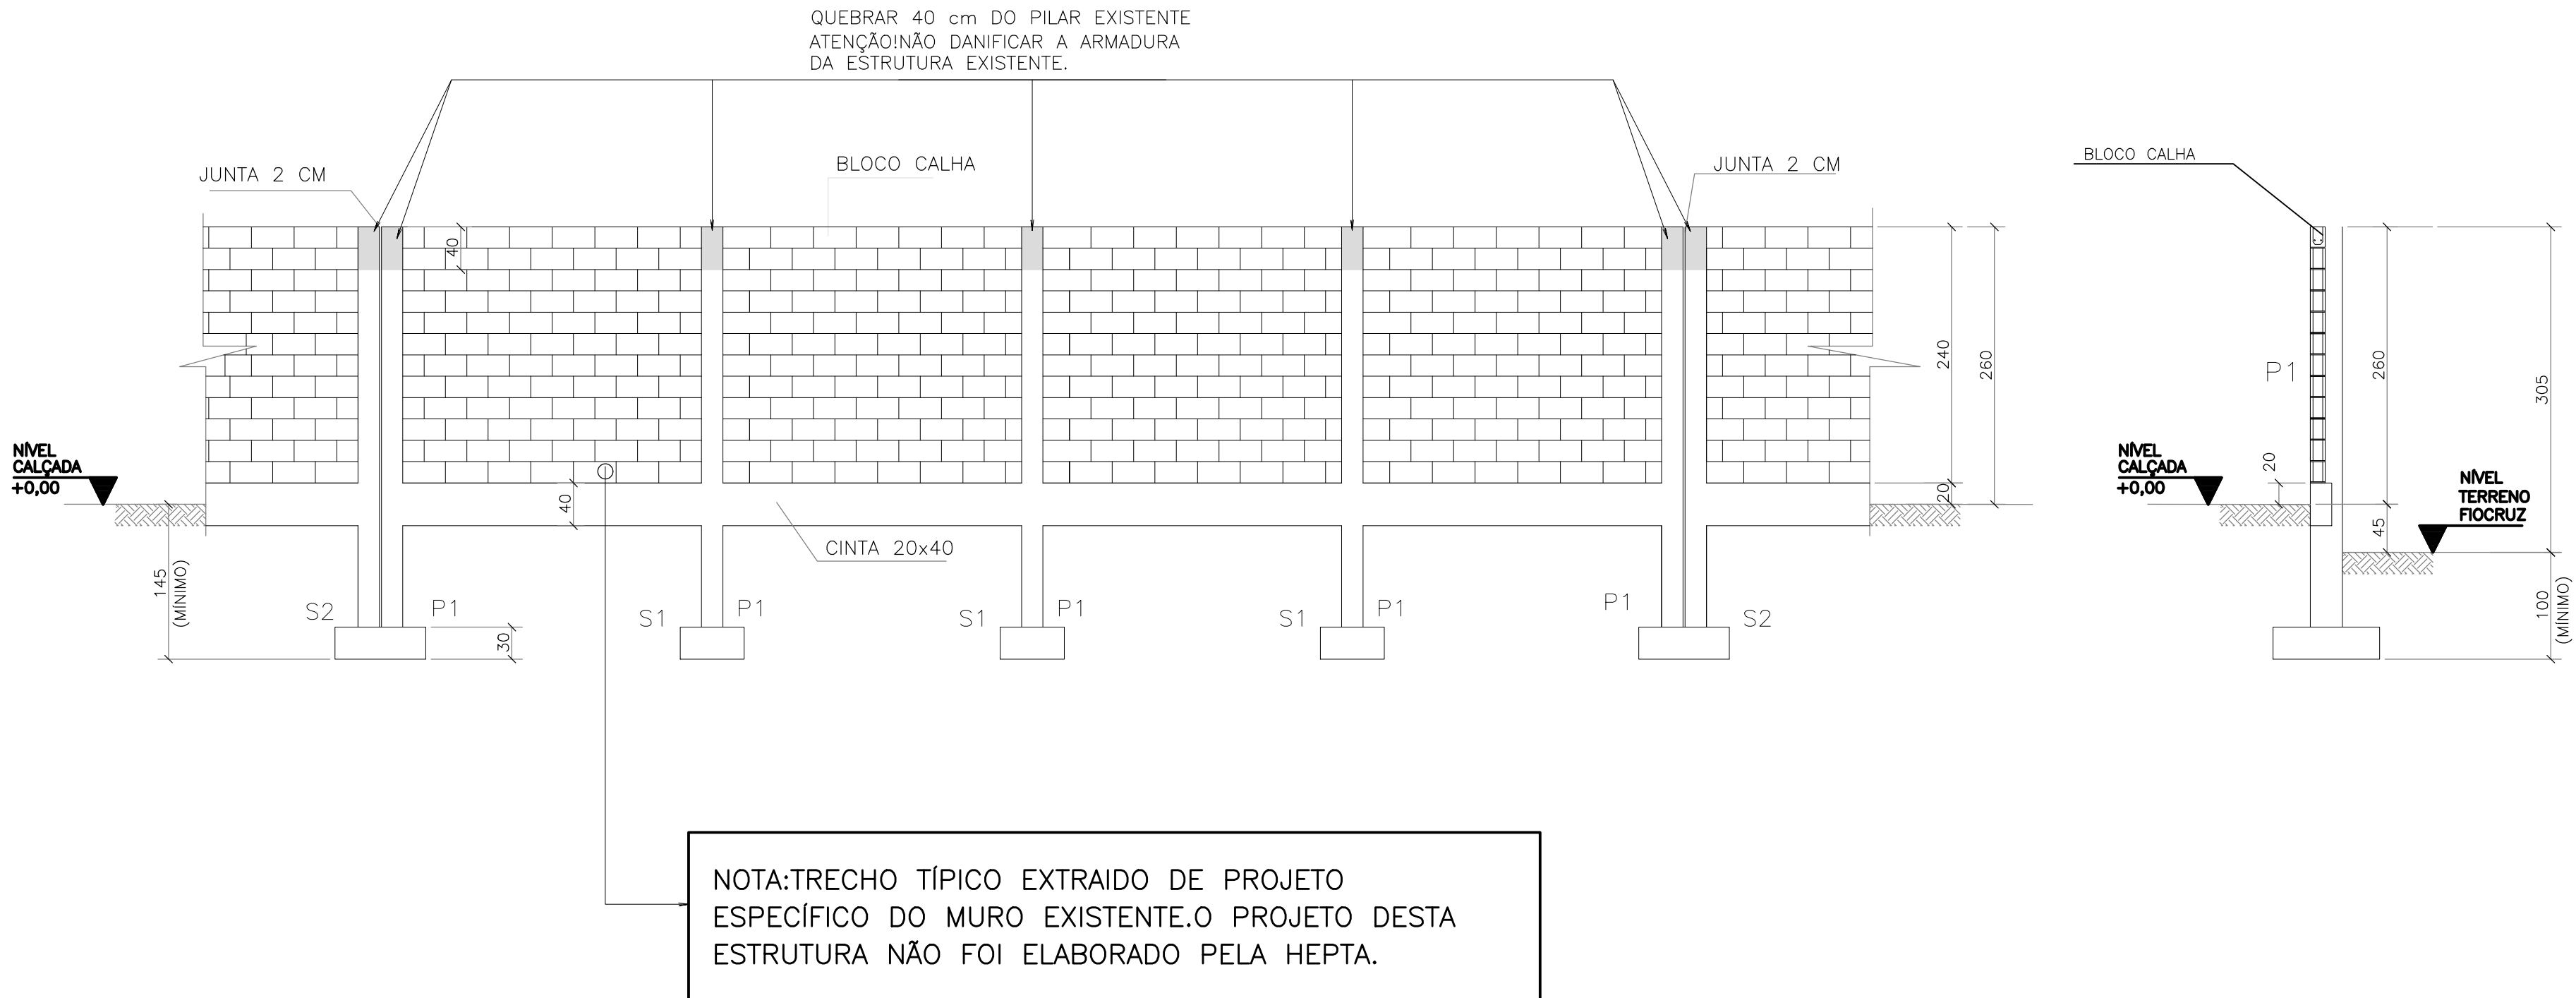 QUEBRAR 40 cm DO PILAR EXISTENTE
ATENÇÃO!NÃO DANIFICAR A ARMADURA
DA ESTRUTURA EXISTENTE.
JUNTA 2 CM
BLOCO CALHA
JUNTA 2 CM
BLOCO CALHA
40
240
260
P1
260
305
NÍVEL
CALÇADA
+0,00
40
20
NÍVEL
CALÇADA
+0,00
20
45
NÍVEL
TERRENO
FIOCRUZ
CINTA 20x40
145
(MÍNIMO)
S2
P1
30
S1
P1
S1
P1
S1
P1
P1
S2
100
(MÍNIMO)
NOTA:TRECHO TÍPICO EXTRAIDO DE PROJETO
ESPECÍFICO DO MURO EXISTENTE.O PROJETO DESTA
ESTRUTURA NÃO FOI ELABORADO PELA HEPTA.